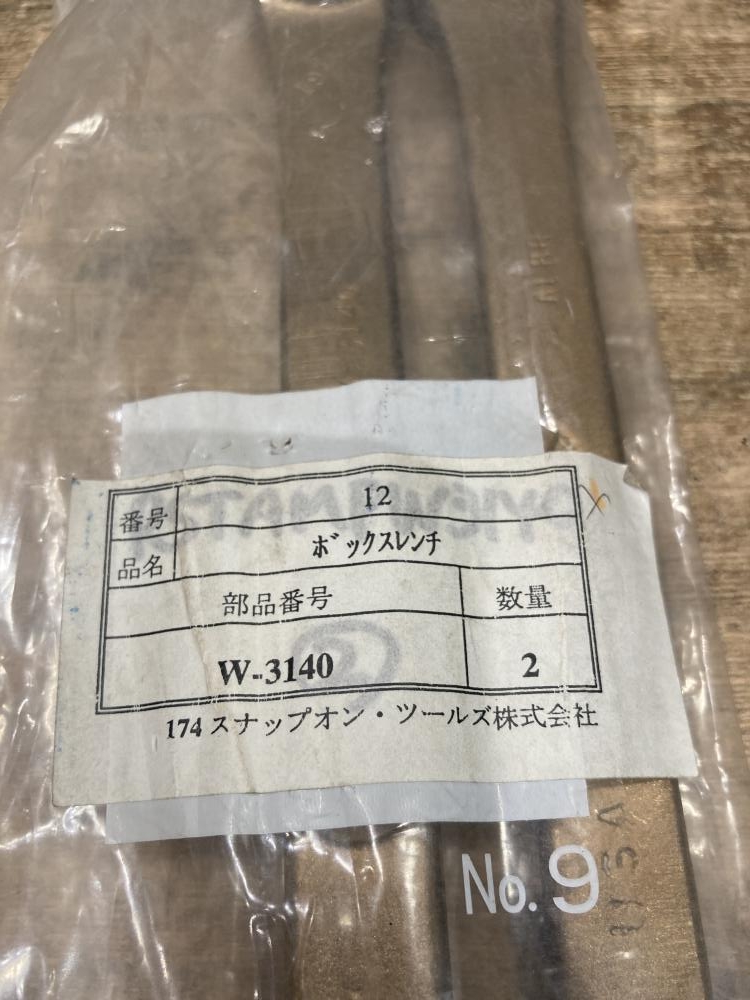 番号 12
品名 ボックスレンチ
部品番号 数量
W-3140 2
174 スナップオン・ツールズ株式会社
No.9
USA